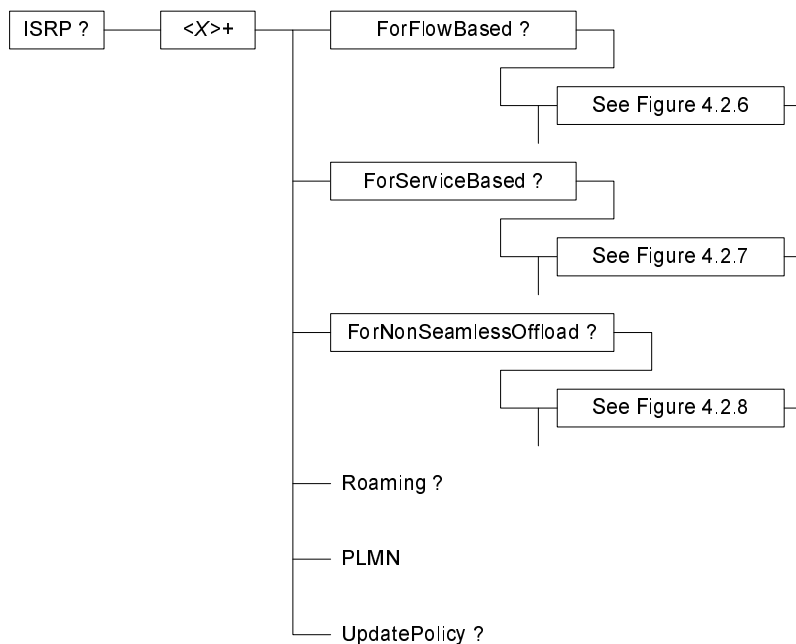 ISRP ?
<X>+
ForFlowBased ?
See Figure 4.2.6
ForServiceBased ?
See Figure 4.2.7
ForNonSeamlessOffload ?
See Figure 4.2.8
Roaming ?
PLMN
UpdatePolicy ?